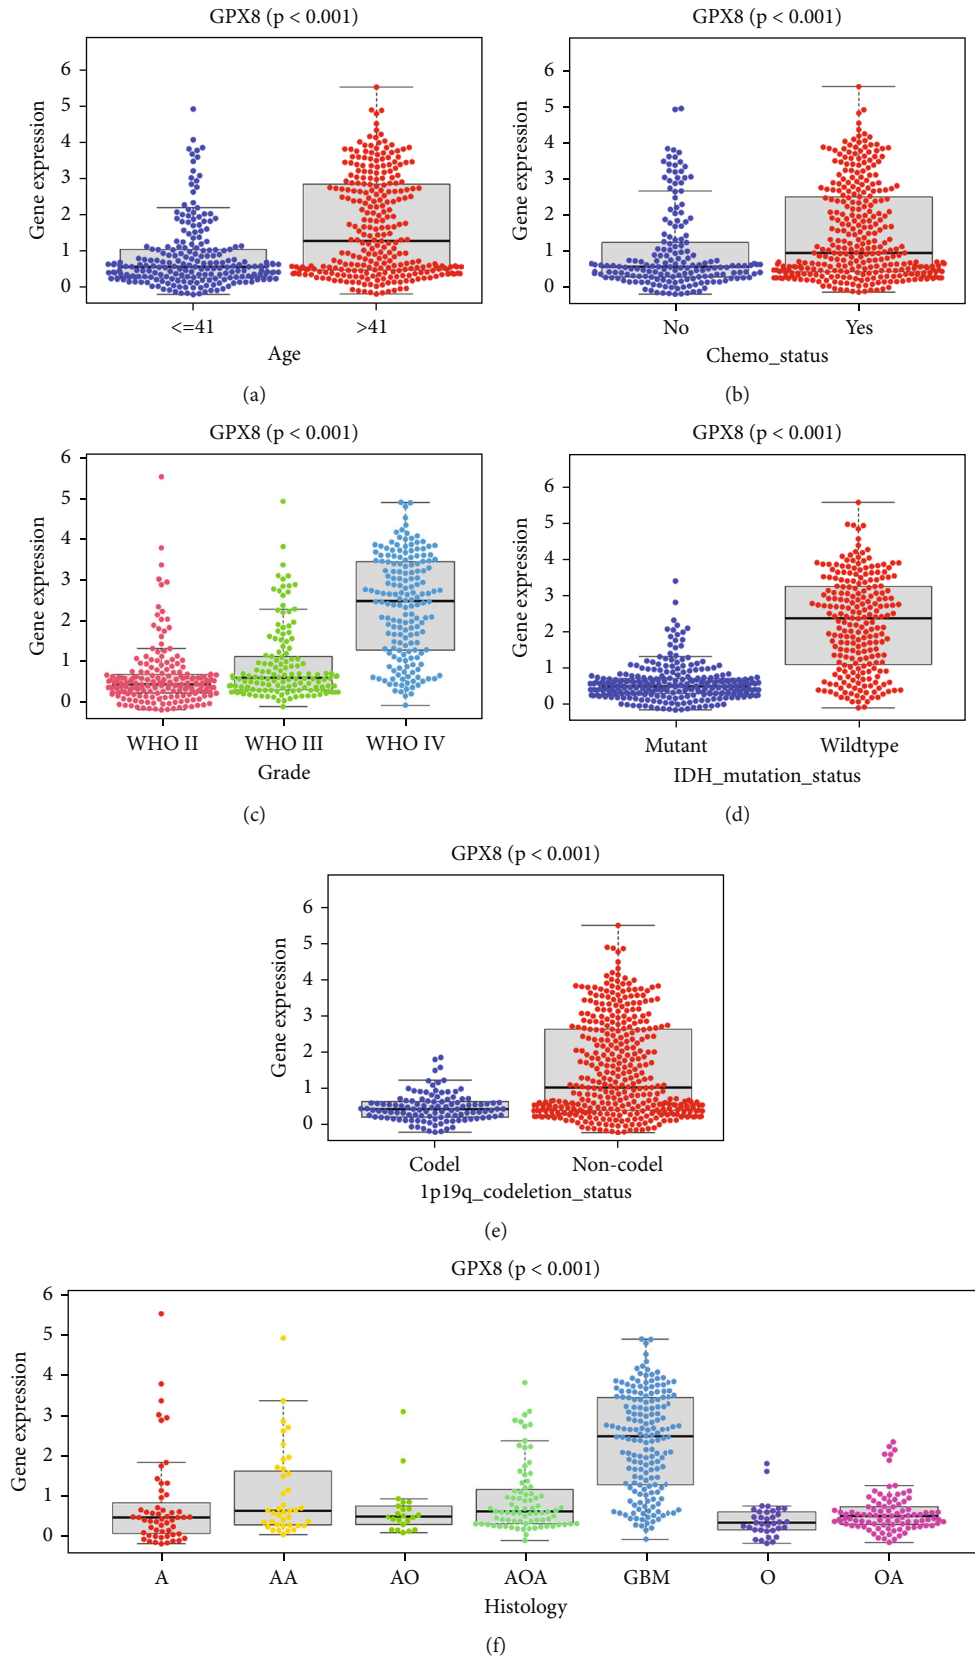 GPX8 (p < 0.001)
Gene expression
6
5
4
3
2
1
0
<=41
>41
Age
(a)
GPX8 (p < 0.001)
Gene expression
6
5
4
3
2
1
0
No
Yes
Chemo_status
(b)
GPX8 (p < 0.001)
Gene expression
6
5
4
3
2
1
0
WHO II
WHO III
WHO IV
Grade
(c)
GPX8 (p < 0.001)
Gene expression
6
5
4
3
2
1
0
Mutant
Wildtype
IDH_mutation_status
(d)
GPX8 (p < 0.001)
Gene expression
6
5
4
3
2
1
0
Codel
Non-codel
1p19q_codeletion_status
(e)
GPX8 (p < 0.001)
Gene expression
6
5
4
3
2
1
0
A
AA
AO
AOA
GBM
O
OA
Histology
(f)